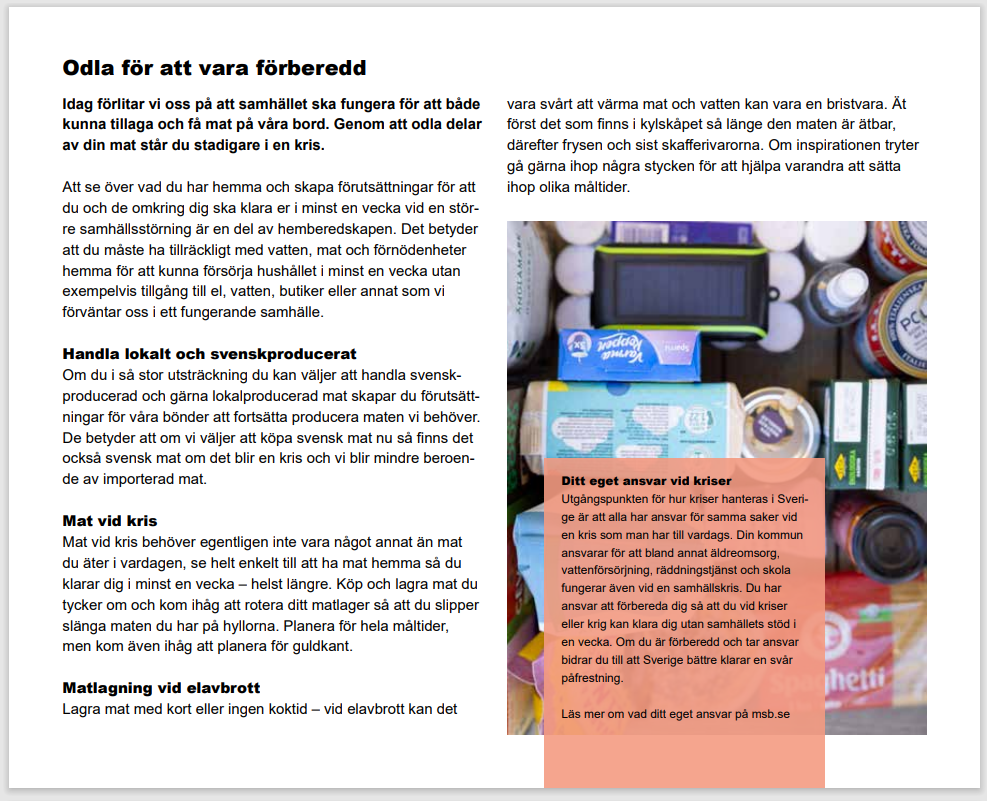 Odla för att vara förberedd
Idag förlitar vi oss på att samhället ska fungera för att både
kunna tillaga och få mat på våra bord. Genom att odla delar
av din mat står du stadigare i en kris.
Att se över vad du har hemma och skapa förutsättningar för att
du och de omkring dig ska klara er i minst en vecka vid en stör-
re samhällsstörning är en del av hemberedskapen. Det betyder
att du måste ha tillräckligt med vatten, mat och förnödenheter
hemma för att kunna försörja hushållet i minst en vecka utan
exempelvis tillgång till el, vatten, butiker eller annat som vi
förväntar oss i ett fungerande samhälle.
Handla lokalt och svenskproducerat
Om du i så stor utsträckning du kan väljer att handla svensk-
producerad och gärna lokalproducerad mat skapar du förutsätt-
ningar för våra bönder att fortsätta producera maten vi behöver.
De betyder att om vi väljer att köpa svensk mat nu så finns det
också svensk mat om det blir en kris och vi blir mindre beroen-
de av importerad mat.
Mat vid kris
Mat vid kris behöver egentligen inte vara något annat än mat
du äter i vardagen, se helt enkelt till att ha mat hemma så du
klarar dig i minst en vecka – helst längre. Köp och lagra mat du
tycker om och kom ihåg att rotera ditt matlager så att du slipper
slänga maten du har på hyllorna. Planera för hela måltider,
men kom även ihåg att planera för guldkant.
Matlagning vid elavbrott
Lagra mat med kort eller ingen koktid – vid elavbrott kan det
vara svårt att värma mat och vatten kan vara en bristvara. Ät
först det som finns i kylskåpet så länge den maten är ätbar,
därefter frysen och sist skafferivarorna. Om inspirationen tryter
gå gärna ihop några stycken för att hjälpa varandra att sätta
ihop olika måltider.
ÄNGLAMARK
Varma
koppen
3x
Ditt eget ansvar vid kriser
Utgångspunkten för hur kriser hanteras i Sveri-
ge är att alla har ansvar för samma saker vid
en kris som man har till vardags. Din kommun
ansvarar för att bland annat äldreomsorg,
vattenförsörjning, räddningstjänst och skola
fungerar även vid en samhällskris. Du har
ansvar att förbereda dig så att du vid kriser
eller krig kan klara dig utan samhällets stöd i
en vecka. Om du är förberedd och tar ansvar
bidrar du till att Sverige bättre klarar en svår
påfrestning.
Läs mer om vad ditt eget ansvar på msb.se
Spaghetti